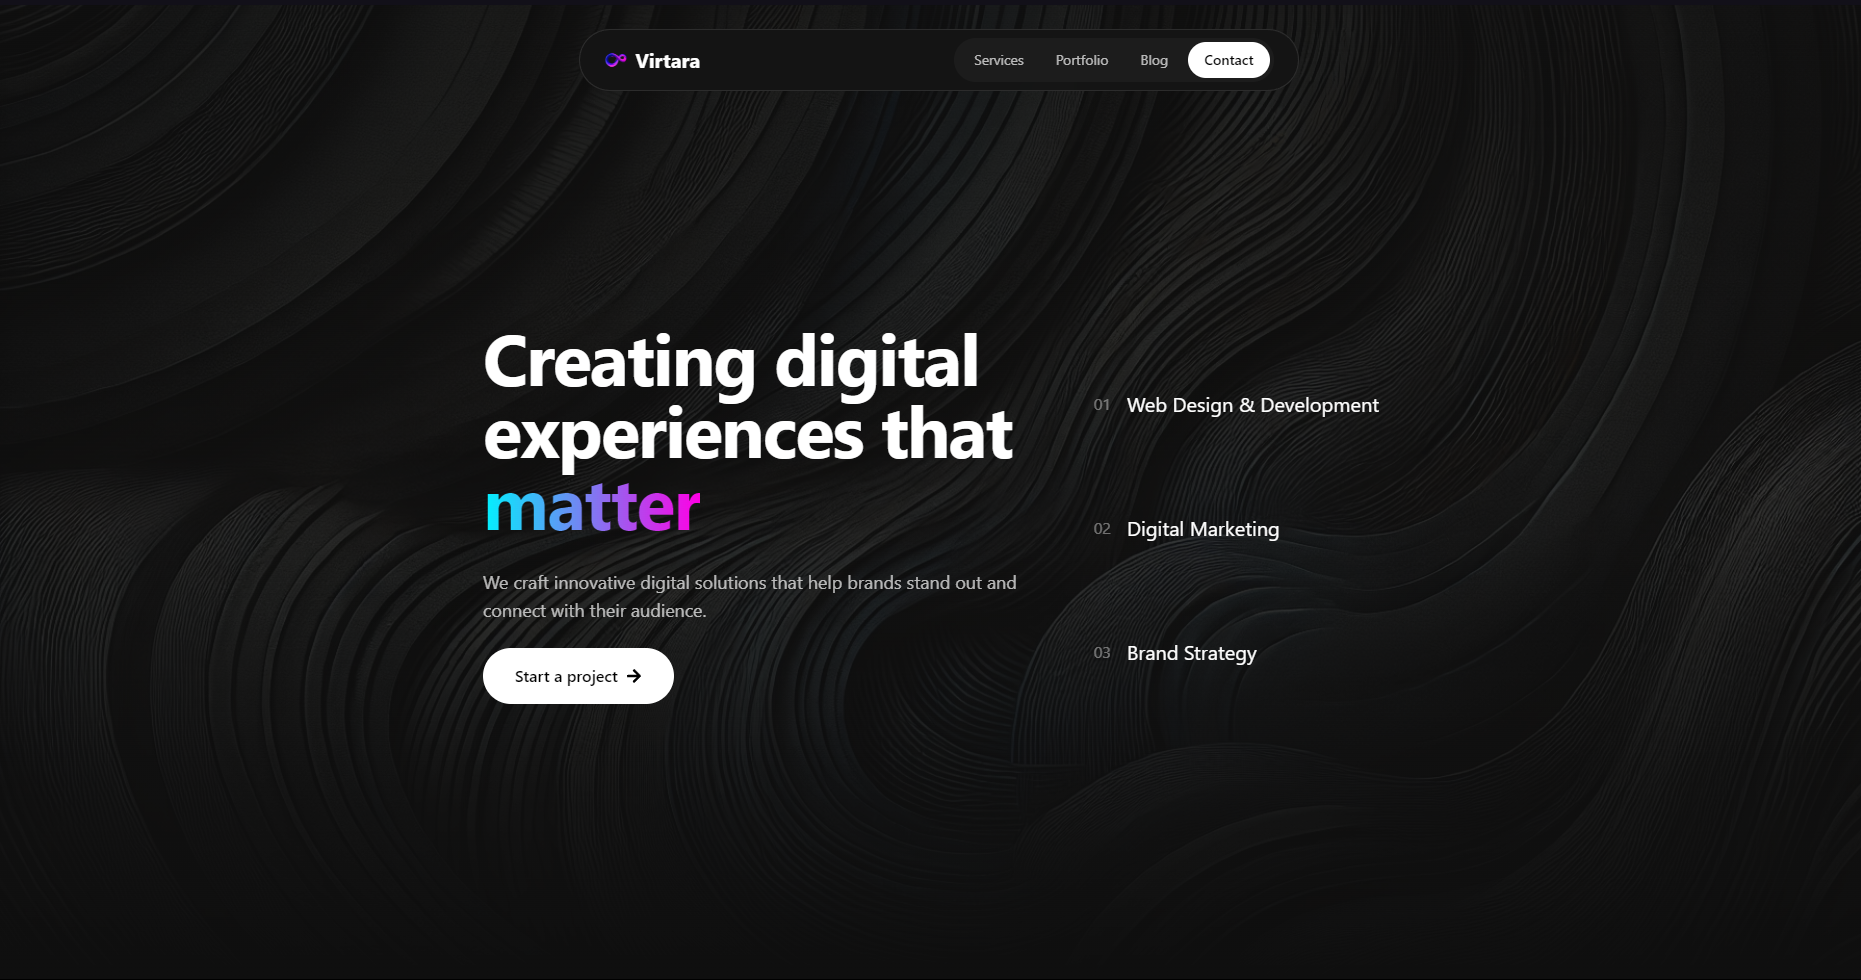 Virtara
Services
Portfolio
Blog
Contact
Creating digital
experiences that
matter
We craft innovative digital solutions that help brands stand out and
connect with their audience.
Start a project
01 Web Design & Development
02 Digital Marketing
03 Brand Strategy